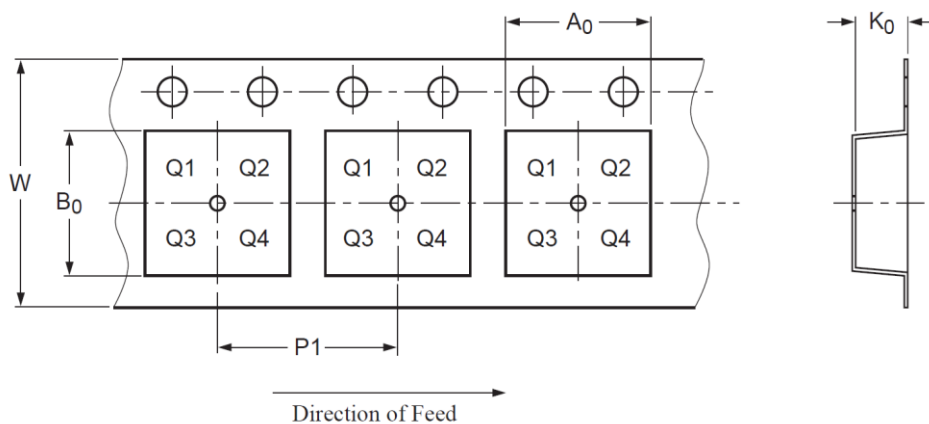 A0
K0
W
B0
Q1 Q2
Q3 Q4
Q1 Q2
Q3 Q4
Q1 Q2
Q3 Q4
P1
Direction of Feed